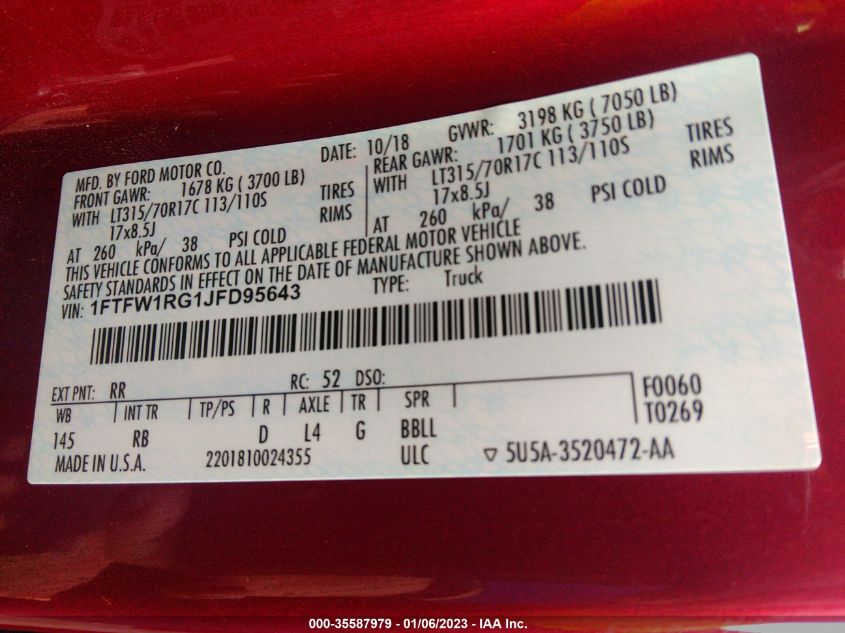 MFD. BY FORD MOTOR CO. DATE: 10/18 GVWR: 3198 KG ( 7050 LB)
FRONT GAWR: 1678 KG ( 3700 LB) REAR GAWR: 1701 KG ( 3750 LB)
WITH LT315/70R17C 113/110S TIRES WITH LT315/70R17C 113/110S TIRES
17x8.5J RIMS 17x8.5J RIMS
AT 260 kPa/ 38 PSI COLD AT 260 kPa/ 38 PSI COLD
THIS VEHICLE CONFORMS TO ALL APPLICABLE FEDERAL MOTOR VEHICLE
SAFETY STANDARDS IN EFFECT ON THE DATE OF MANUFACTURE SHOWN ABOVE.
VIN: 1FTFW1RG1JFD95643 TYPE: Truck
EXT PNT: RR RC: 52 DSO: F0060
WB INT TR TP/PS R AXLE TR SPR T0269
145 RB D L4 G BBLL
MADE IN U.S.A. 2201810024355 ULC ▽ 5U5A-3520472-AA
000-35587979 - 01/06/2023 - IAA Inc.